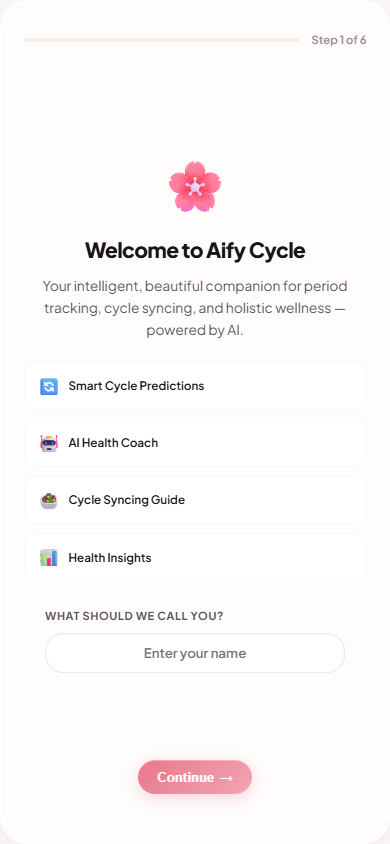 Step 1 of 6
Welcome to Aify Cycle
Your intelligent, beautiful companion for period
tracking, cycle syncing, and holistic wellness —
powered by AI.
Smart Cycle Predictions
AI Health Coach
Cycle Syncing Guide
Health Insights
WHAT SHOULD WE CALL YOU?
Enter your name
Continue →